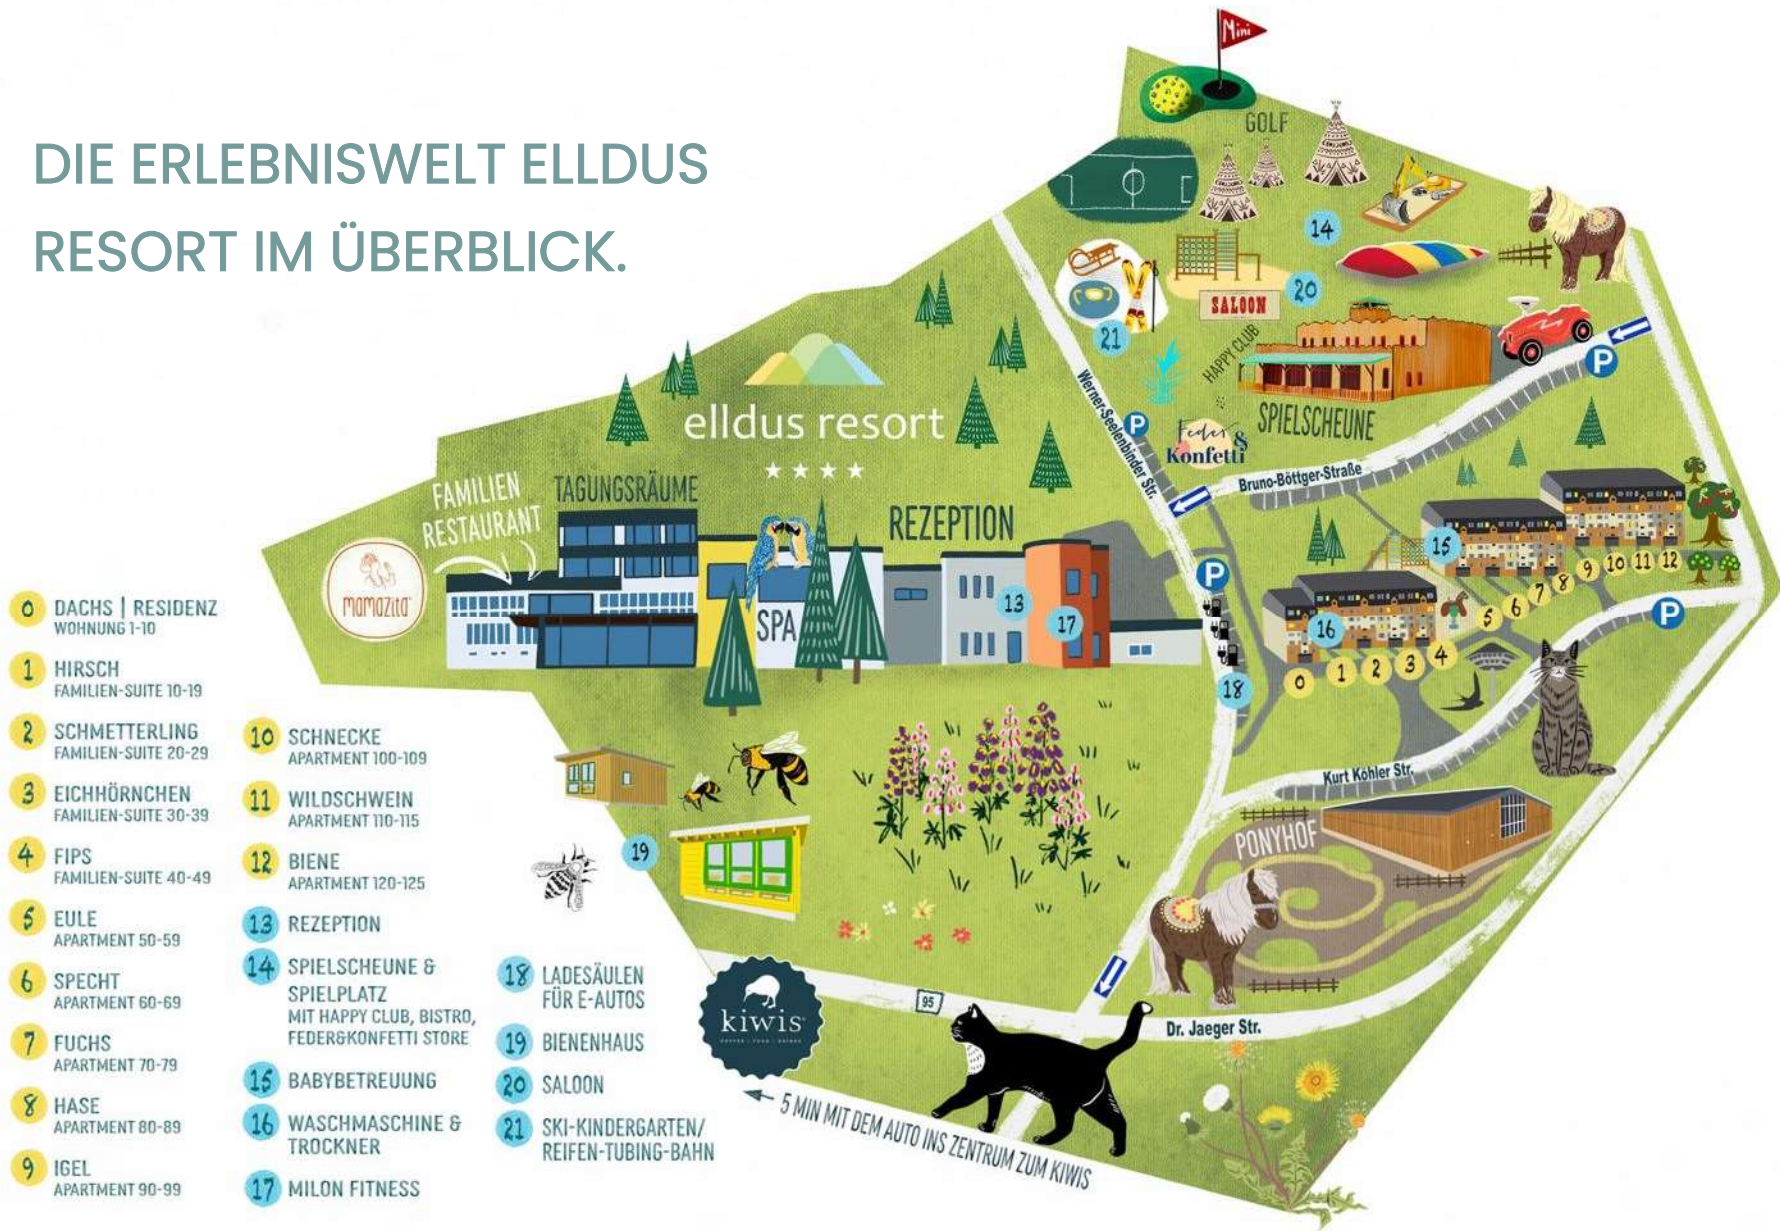 DIE ERLEBNISWELT ELLDUS
RESORT IM ÜBERBLICK.
Mini
GOLF
14
SALOON
20
21
HAPPY CLUB
SPIELSCHEUNE
P
Werner-Seelenbinder Str.
P
Feder &
Konfetti
Bruno-Böttger-Straße
elldus resort
FAMILIEN
RESTAURANT
TAGUNGSRÄUME
REZEPTION
mamazita
SPA
13
17
P
18
15
16
0
1
2
3
4
5
6
7
8
9
10
11
12
P
Kurt Köhler Str.
PONYHOF
19
95
Dr. Jaeger Str.
kiwis
5 MIN MIT DEM AUTO INS ZENTRUM ZUM KIWIS
0 DACHS | RESIDENZ
WOHNUNG 1-10
1 HIRSCH
FAMILIEN-SUITE 10-19
2 SCHMETTERLING
FAMILIEN-SUITE 20-29
3 EICHHÖRNCHEN
FAMILIEN-SUITE 30-39
4 FIPS
FAMILIEN-SUITE 40-49
5 EULE
APARTMENT 50-59
6 SPECHT
APARTMENT 60-69
7 FUCHS
APARTMENT 70-79
8 HASE
APARTMENT 80-89
9 IGEL
APARTMENT 90-99
10 SCHNECKE
APARTMENT 100-109
11 WILDSCHWEIN
APARTMENT 110-115
12 BIENE
APARTMENT 120-125
13 REZEPTION
14 SPIELSCHEUNE &
SPIELPLATZ
MIT HAPPY CLUB, BISTRO,
FEDER&KONFETTI STORE
15 BABYBETREUUNG
16 WASCHMASCHINE &
TROCKNER
17 MILON FITNESS
18 LADESÄULEN
FÜR E-AUTOS
19 BIENENHAUS
20 SALOON
21 SKI-KINDERGARTEN/
REIFEN-TUBING-BAHN